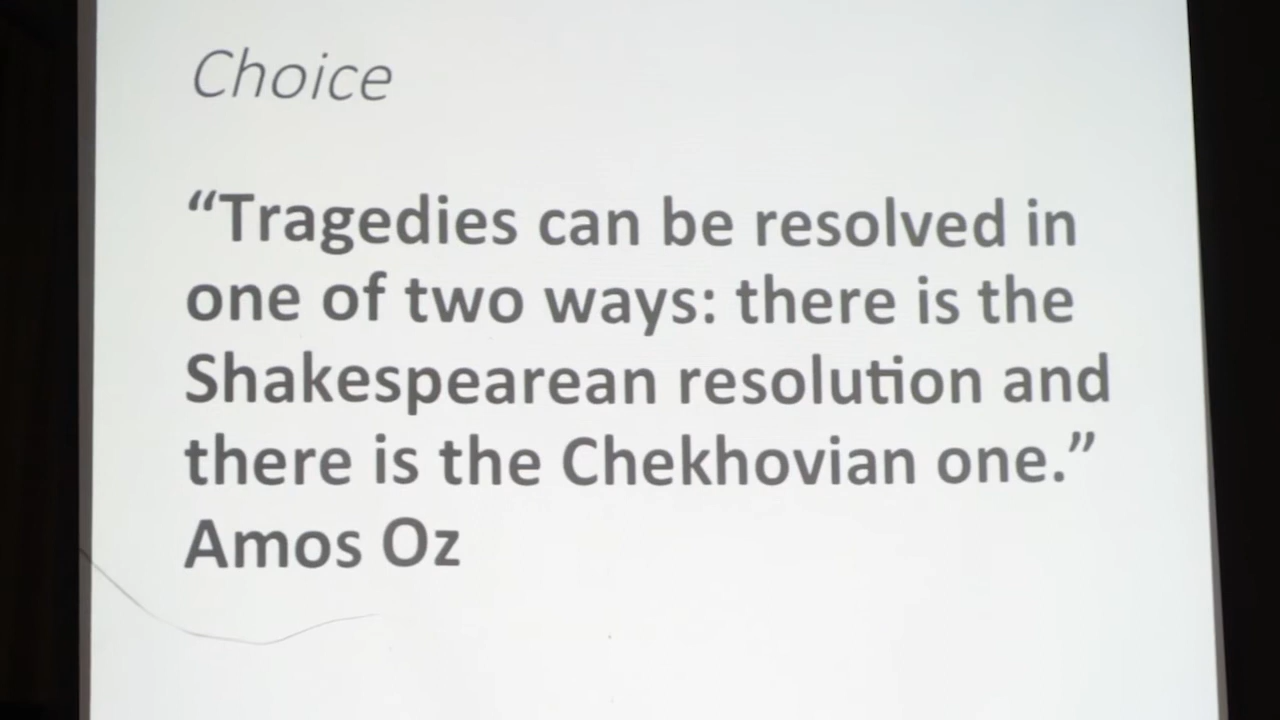 Choice
“Tragedies can be resolved in
one of two ways: there is the
Shakespearean resolution and
there is the Chekhovian one.”
Amos Oz